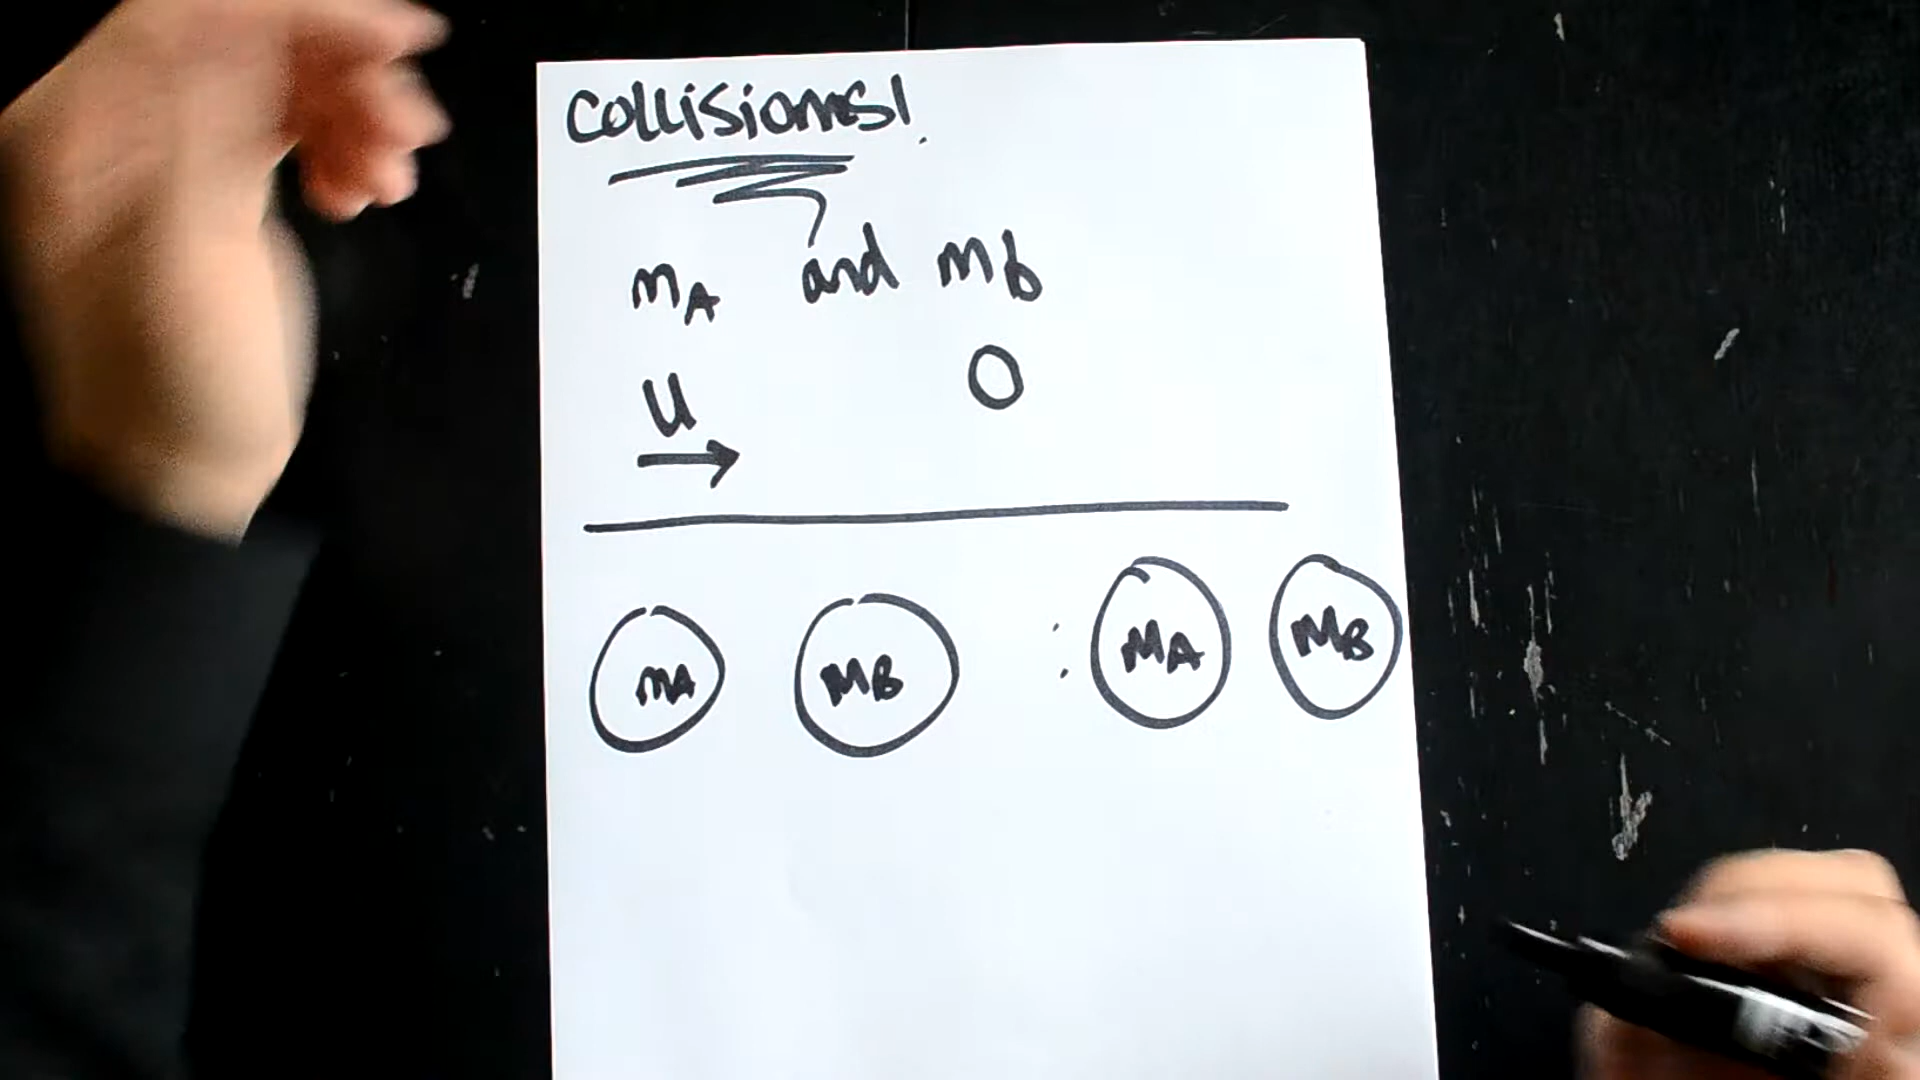 Collisions!
mA and mb
u 0
→
mA mB : mA mB